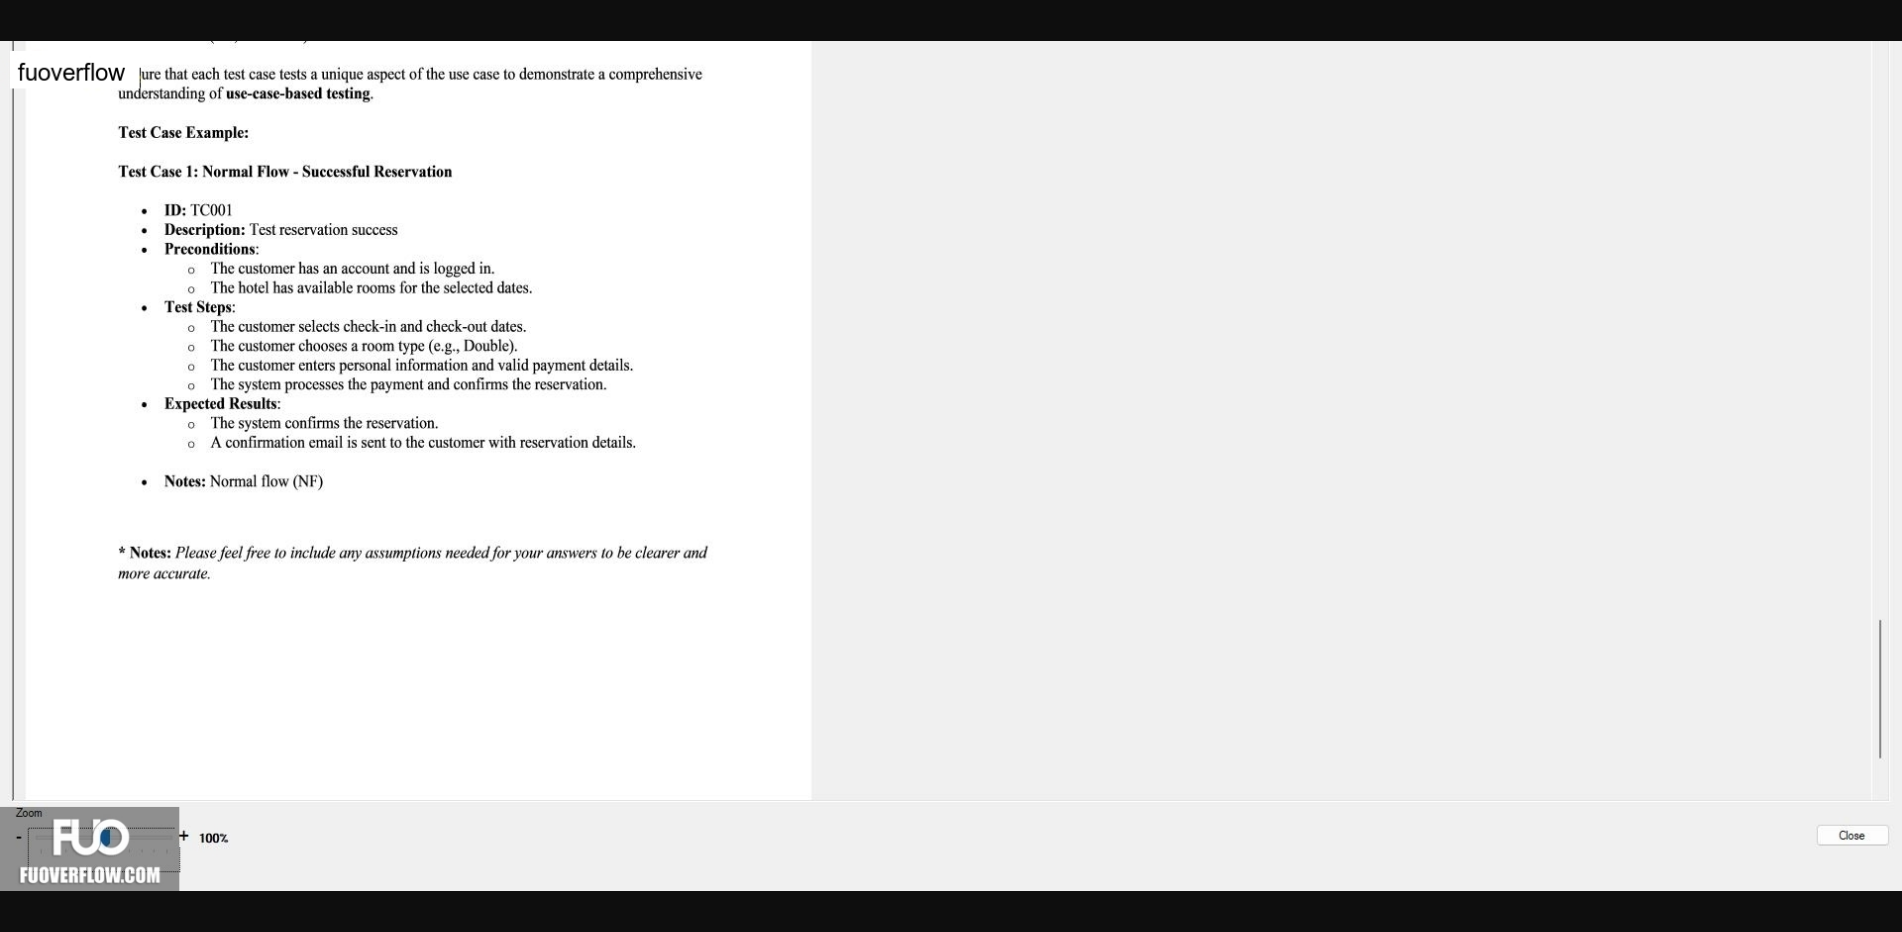 fuoverflow
ure that each test case tests a unique aspect of the use case to demonstrate a comprehensive
understanding of use-case-based testing.
Test Case Example:
Test Case 1: Normal Flow - Successful Reservation
• ID: TC001
• Description: Test reservation success
• Preconditions:
o The customer has an account and is logged in.
o The hotel has available rooms for the selected dates.
• Test Steps:
o The customer selects check-in and check-out dates.
o The customer chooses a room type (e.g., Double).
o The customer enters personal information and valid payment details.
o The system processes the payment and confirms the reservation.
• Expected Results:
o The system confirms the reservation.
o A confirmation email is sent to the customer with reservation details.
• Notes: Normal flow (NF)
* Notes: Please feel free to include any assumptions needed for your answers to be clearer and
more accurate.
Zoom
- + 100%
FUO
FUOVERFLOW.COM
Close